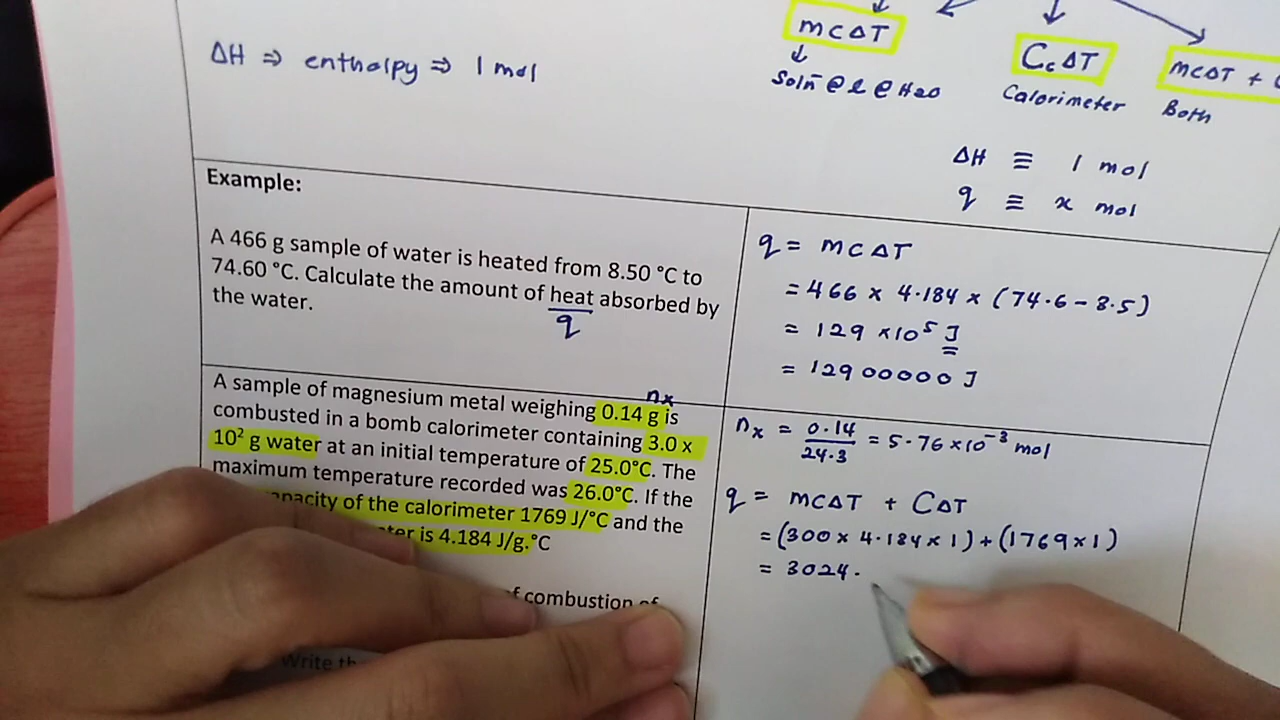 mcΔT
↓
Solñ @ l @ H2O
CcΔT
Calorimeter
mcΔT +
Both
ΔH ⇒ enthalpy ⇒ 1 mol
ΔH ≡ 1 mol
q ≡ x mol
Example:
A 466 g sample of water is heated from 8.50 °C to
74.60 °C. Calculate the amount of heat absorbed by
the water.
q
q = mcΔT
= 466 × 4.184 × (74.6 - 8.5)
= 129 ×10⁵ J
= 12900000 J
nx
A sample of magnesium metal weighing 0.14 g is
combusted in a bomb calorimeter containing 3.0 x
10² g water at an initial temperature of 25.0°C. The
maximum temperature recorded was 26.0°C. If the
of the calorimeter 1769 J/°C and the
is 4.184 J/g.°C
combustion
Write
nx = 0.14/24.3 = 5.76 ×10⁻³ mol
q = mcΔT + CΔT
= (300 × 4.184 × 1) + (1769 × 1)
= 3024.